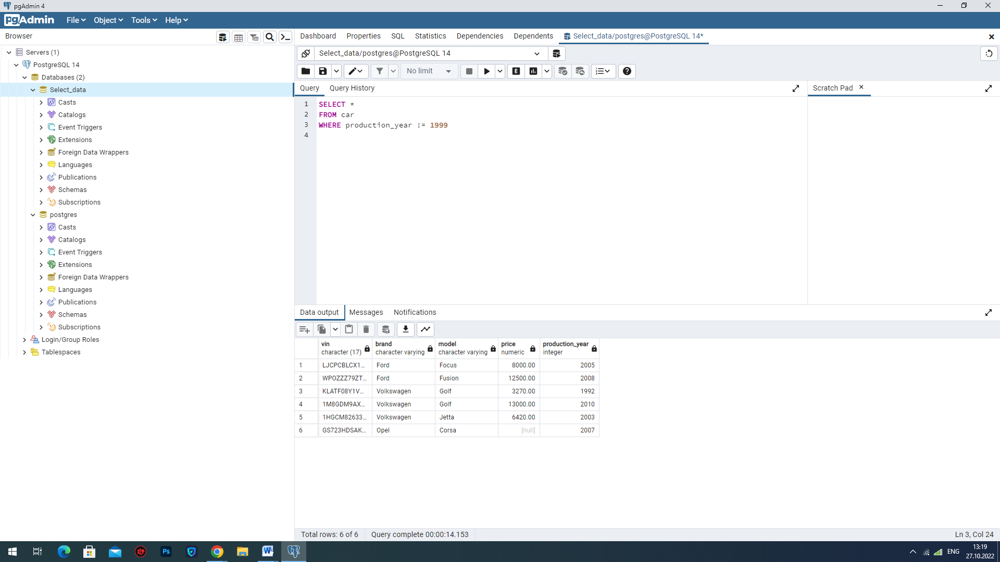 pgAdmin 4
pgAdmin File Object Tools Help
Browser
Servers (1)
PostgreSQL 14
Databases (2)
Select_data
Casts
Catalogs
Event Triggers
Extensions
Foreign Data Wrappers
Languages
Publications
Schemas
Subscriptions
postgres
Casts
Catalogs
Event Triggers
Extensions
Foreign Data Wrappers
Languages
Publications
Schemas
Subscriptions
Login/Group Roles
Tablespaces
Dashboard Properties SQL Statistics Dependencies Dependents Select_data/postgres@PostgreSQL 14*
Select_data/postgres@PostgreSQL 14
No limit E
Query Query History
Scratch Pad
1 SELECT *
2 FROM car
3 WHERE production_year != 1999
4
Data output Messages Notifications
vin brand model price production_year
character (17) character varying character varying numeric integer
1 LJCPCBLCX1... Ford Focus 8000.00 2005
2 WPOZZZ79ZT... Ford Fusion 12500.00 2008
3 KLATF08Y1V... Volkswagen Golf 3270.00 1992
4 1M8GDM9AX... Volkswagen Golf 13000.00 2010
5 1HGCM82633... Volkswagen Jetta 6420.00 2003
6 GS723HDSAK... Opel Corsa [null] 2007
Total rows: 6 of 6 Query complete 00:00:14.153 Ln 3, Col 24
Ps W ENG 13:19
27.10.2022